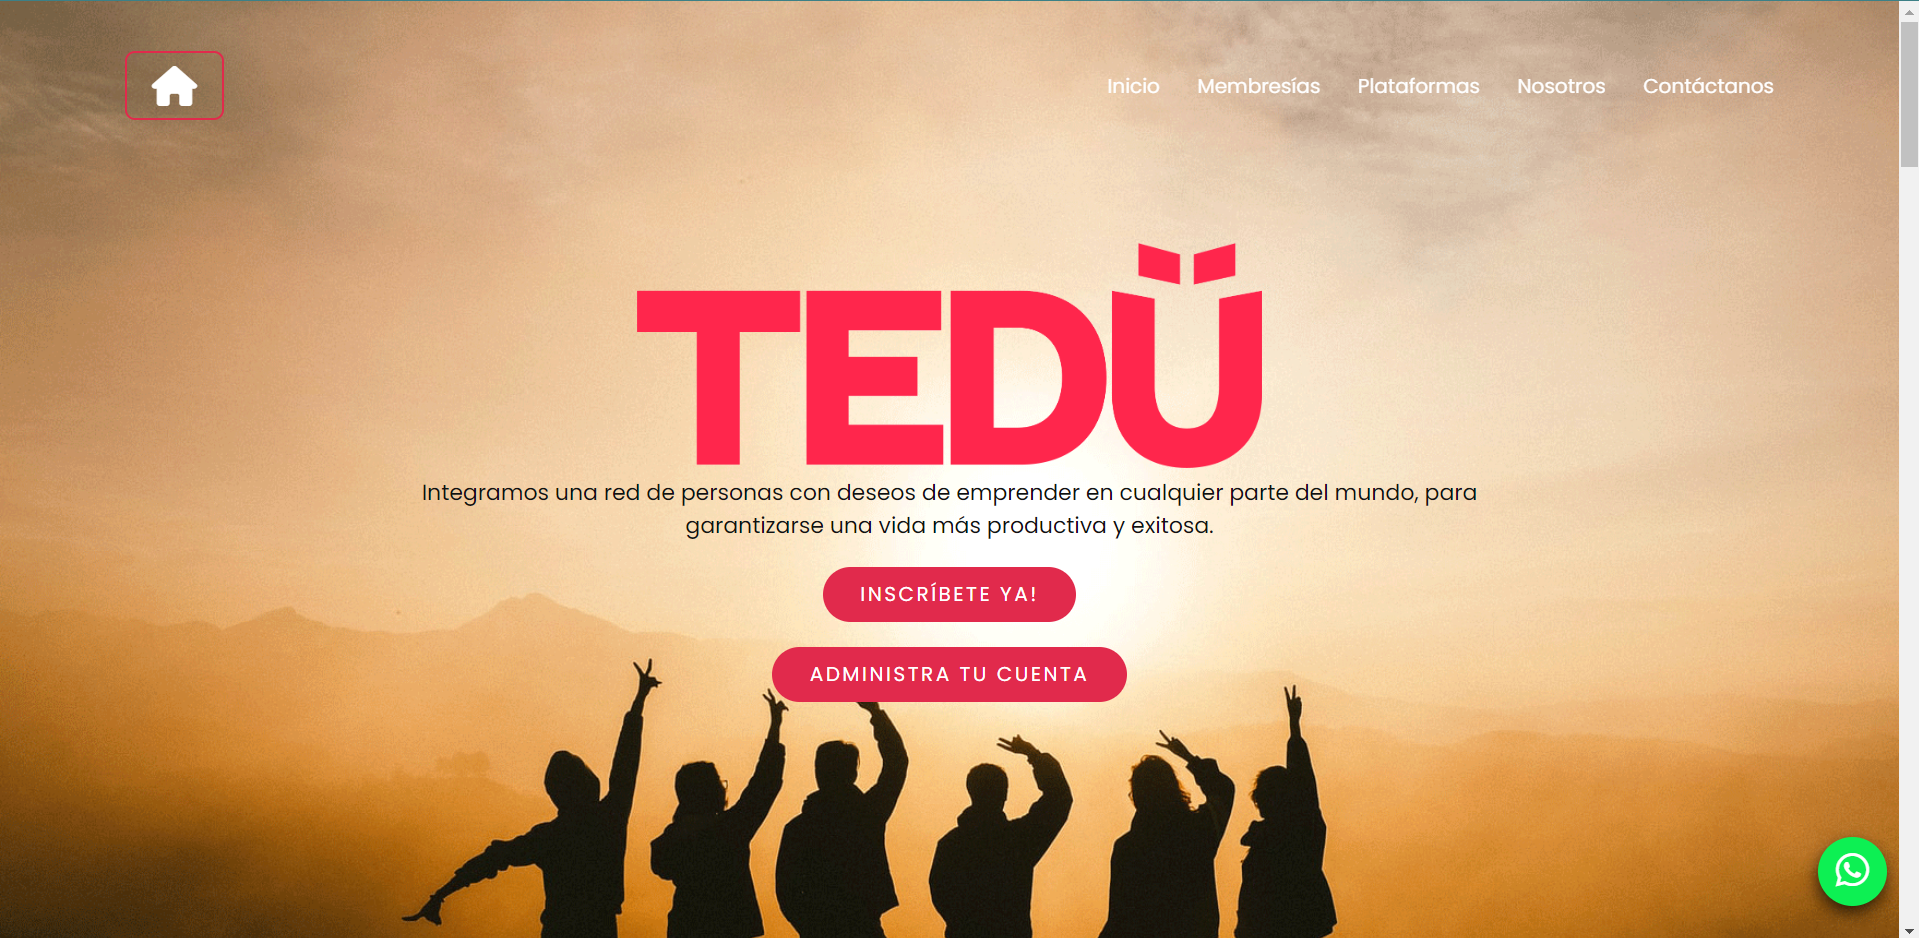 Inicio Membresías Plataformas Nosotros Contáctanos
TEDÜ
Integramos una red de personas con deseos de emprender en cualquier parte del mundo, para
garantizarse una vida más productiva y exitosa.
INSCRÍBETE YA!
ADMINISTRA TU CUENTA